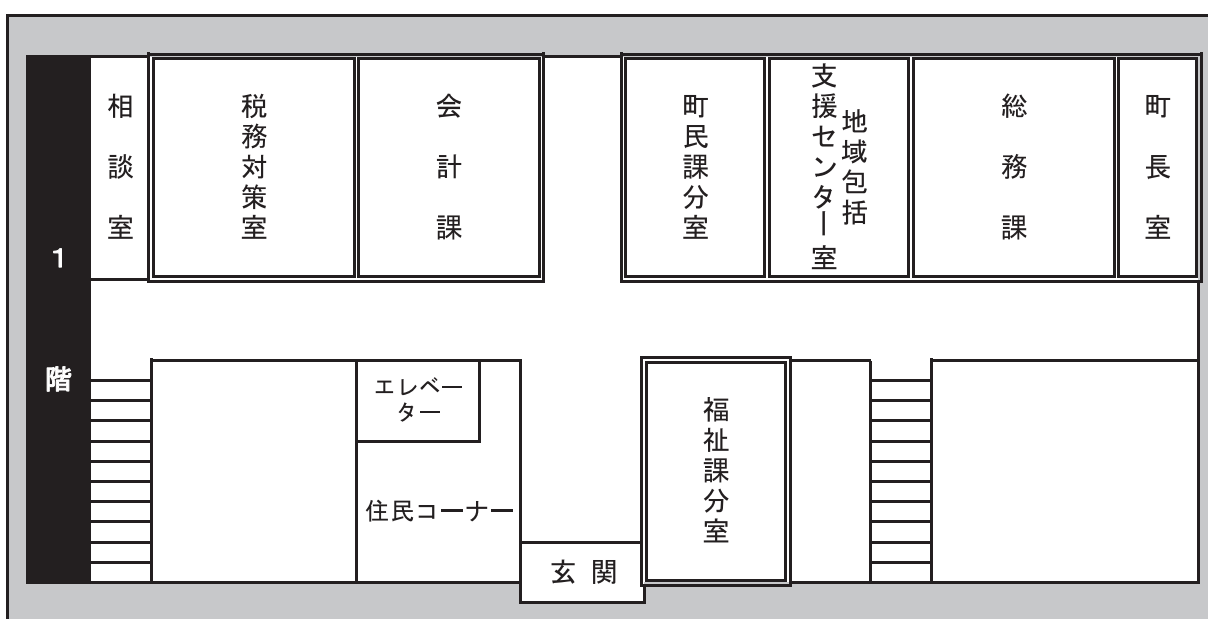 1階
相談室
税務対策室
会計課
町民課分室
地域包括
支援センター室
総務課
町長室
エレベー
ター
住民コーナー
福祉課分室
玄関